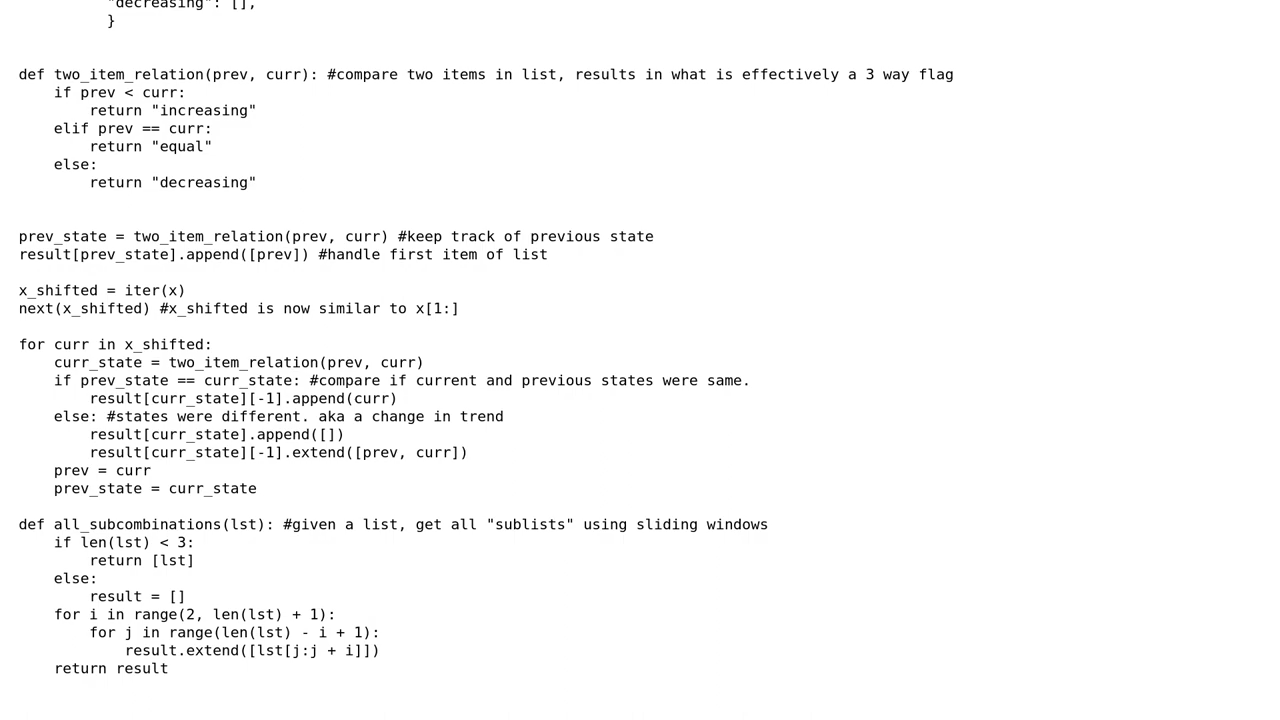 "decreasing": [],
}
def two_item_relation(prev, curr): #compare two items in list, results in what is effectively a 3 way flag
    if prev < curr:
        return "increasing"
    elif prev == curr:
        return "equal"
    else:
        return "decreasing"
prev_state = two_item_relation(prev, curr) #keep track of previous state
result[prev_state].append([prev]) #handle first item of list
x_shifted = iter(x)
next(x_shifted) #x_shifted is now similar to x[1:]
for curr in x_shifted:
    curr_state = two_item_relation(prev, curr)
    if prev_state == curr_state: #compare if current and previous states were same.
        result[curr_state][-1].append(curr)
    else: #states were different. aka a change in trend
        result[curr_state].append([])
        result[curr_state][-1].extend([prev, curr])
    prev = curr
    prev_state = curr_state
def all_subcombinations(lst): #given a list, get all "sublists" using sliding windows
    if len(lst) < 3:
        return [lst]
    else:
        result = []
    for i in range(2, len(lst) + 1):
        for j in range(len(lst) - i + 1):
            result.extend([lst[j:j + i]])
    return result